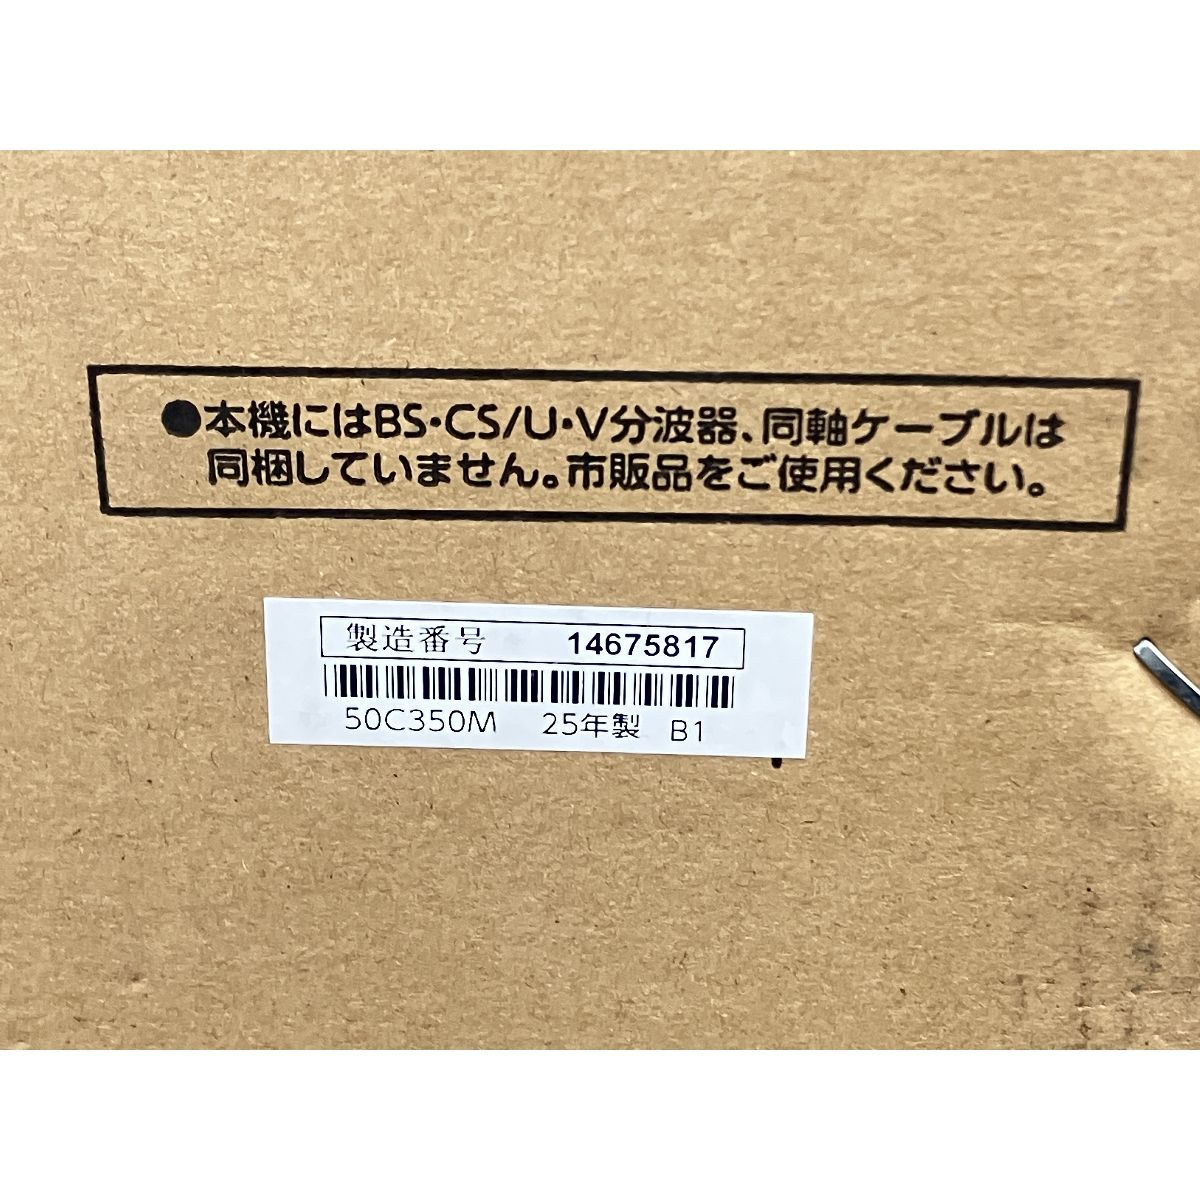 ●本機にはBS・CS/U・V分波器、同軸ケーブルは
同梱していません。市販品をご使用ください。
製造番号 14675817
50C350M 25年製 B1